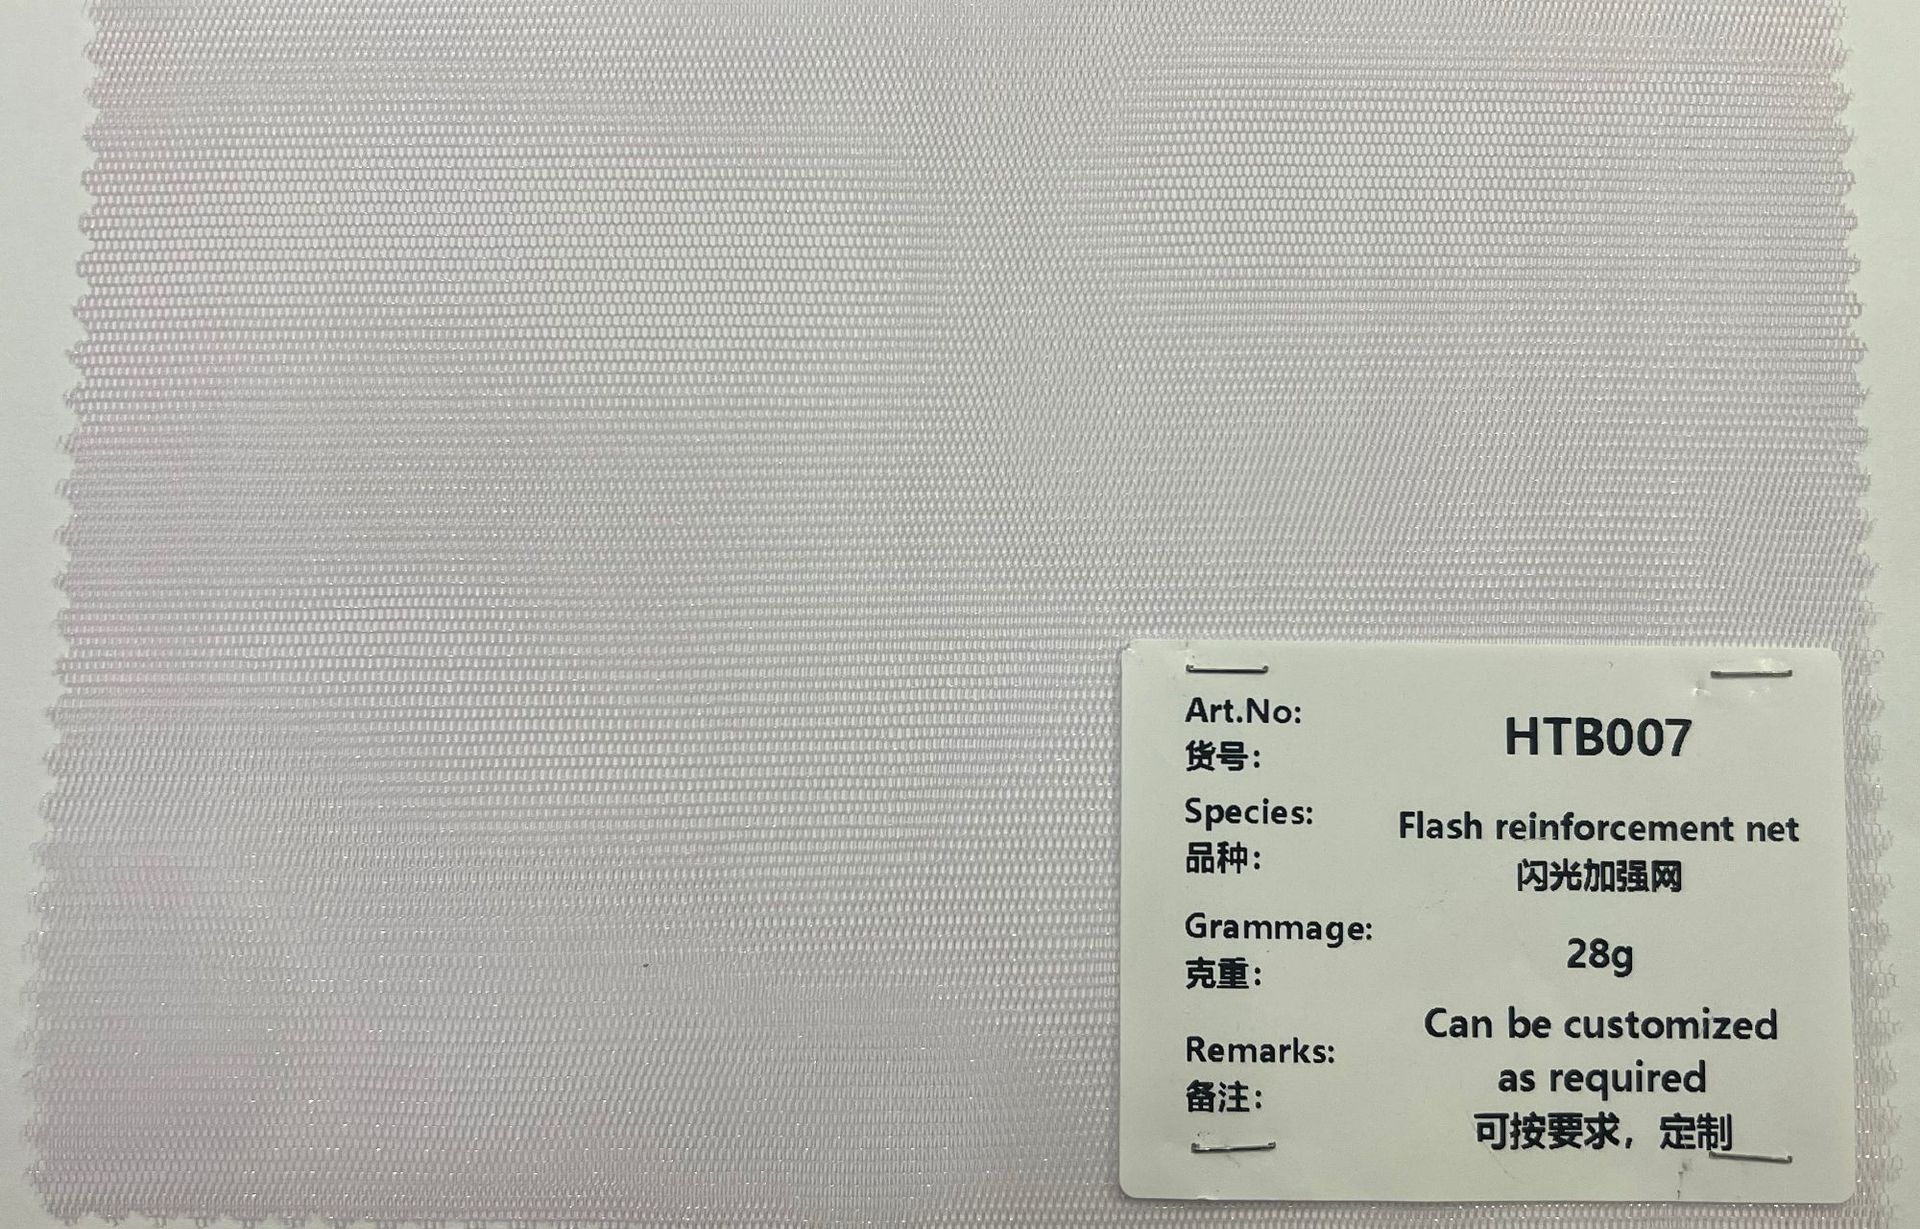 Art.No:
货号：
HTB007
Species:
品种：
Flash reinforcement net
闪光加强网
Grammage:
克重：
28g
Remarks:
备注：
Can be customized
as required
可按要求，定制